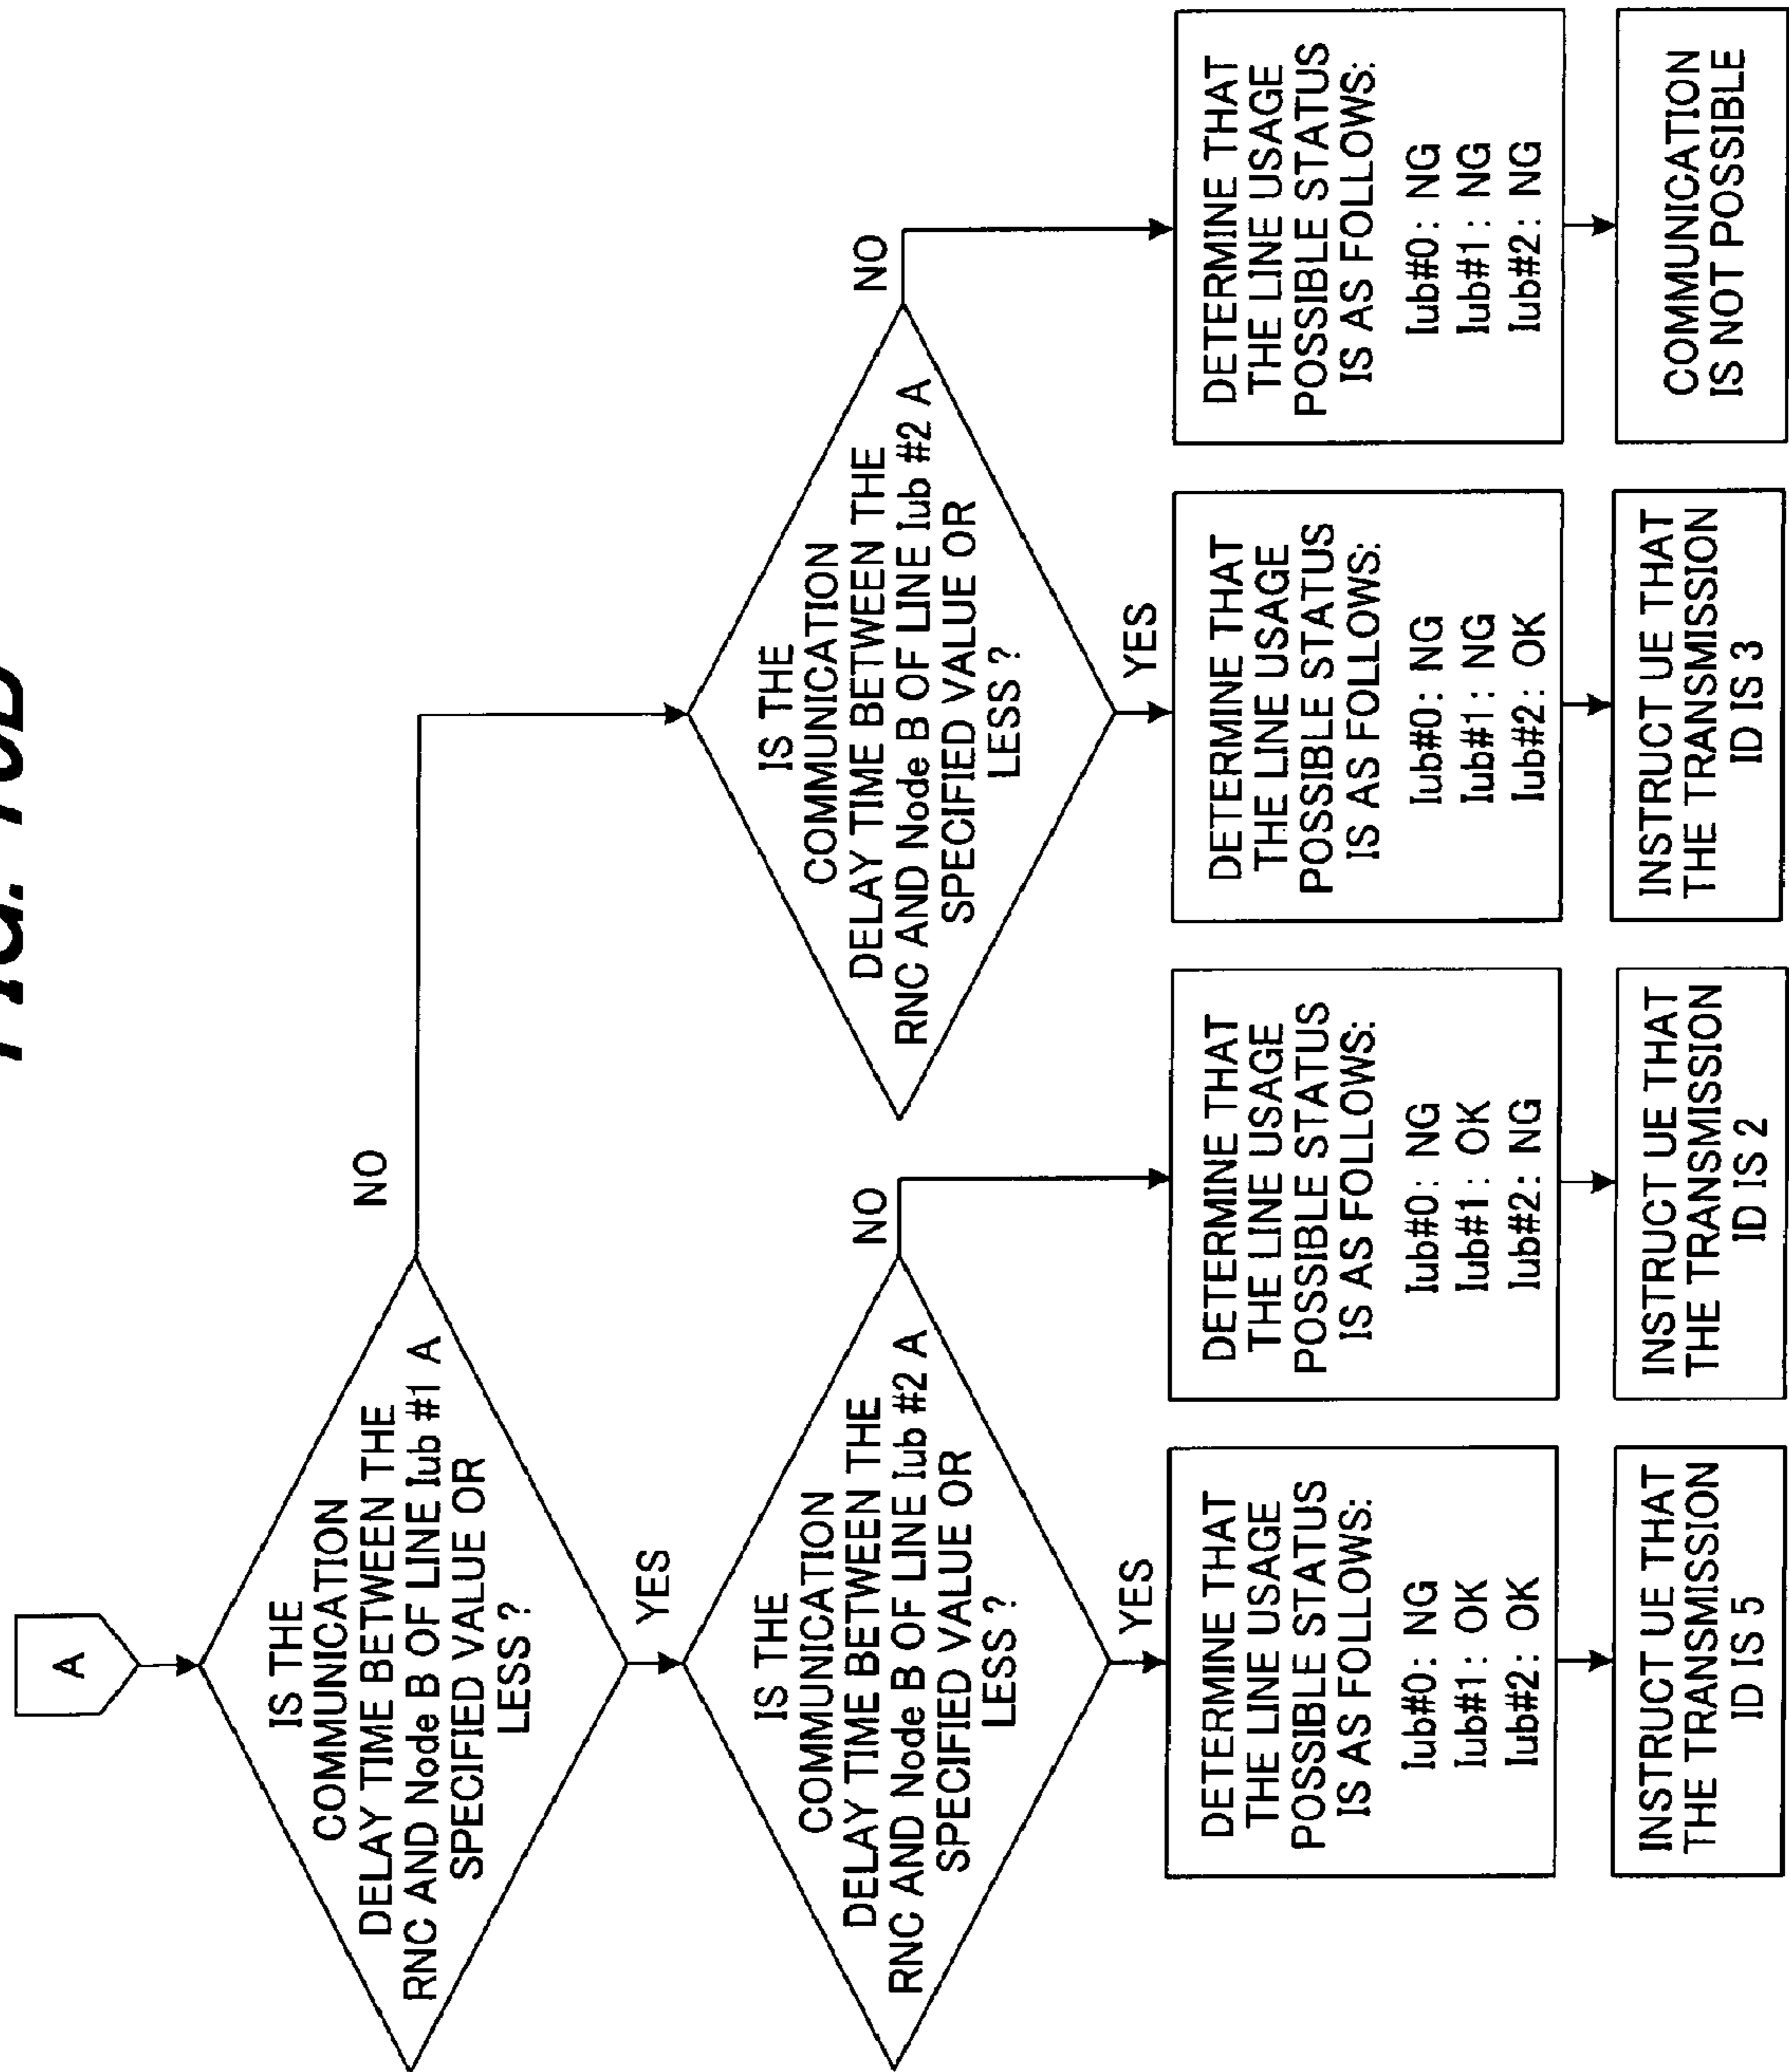 A
IS THE
COMMUNICATION
DELAY TIME BETWEEN THE
RNC AND Node B OF LINE Iub #1 A
SPECIFIED VALUE OR
LESS ?
NO
YES
IS THE
COMMUNICATION
DELAY TIME BETWEEN THE
RNC AND Node B OF LINE Iub #2 A
SPECIFIED VALUE OR
LESS ?
NO
YES
IS THE
COMMUNICATION
DELAY TIME BETWEEN THE
RNC AND Node B OF LINE Iub #2 A
SPECIFIED VALUE OR
LESS ?
NO
YES
DETERMINE THAT
THE LINE USAGE
POSSIBLE STATUS
IS AS FOLLOWS:
Iub#0: NG
Iub#1: OK
Iub#2: OK
INSTRUCT UE THAT
THE TRANSMISSION
ID IS 5
DETERMINE THAT
THE LINE USAGE
POSSIBLE STATUS
IS AS FOLLOWS:
Iub#0: NG
Iub#1: OK
Iub#2: NG
INSTRUCT UE THAT
THE TRANSMISSION
ID IS 2
DETERMINE THAT
THE LINE USAGE
POSSIBLE STATUS
IS AS FOLLOWS:
Iub#0: NG
Iub#1: NG
Iub#2: OK
INSTRUCT UE THAT
THE TRANSMISSION
ID IS 3
DETERMINE THAT
THE LINE USAGE
POSSIBLE STATUS
IS AS FOLLOWS:
Iub#0: NG
Iub#1: NG
Iub#2: NG
COMMUNICATION
IS NOT POSSIBLE